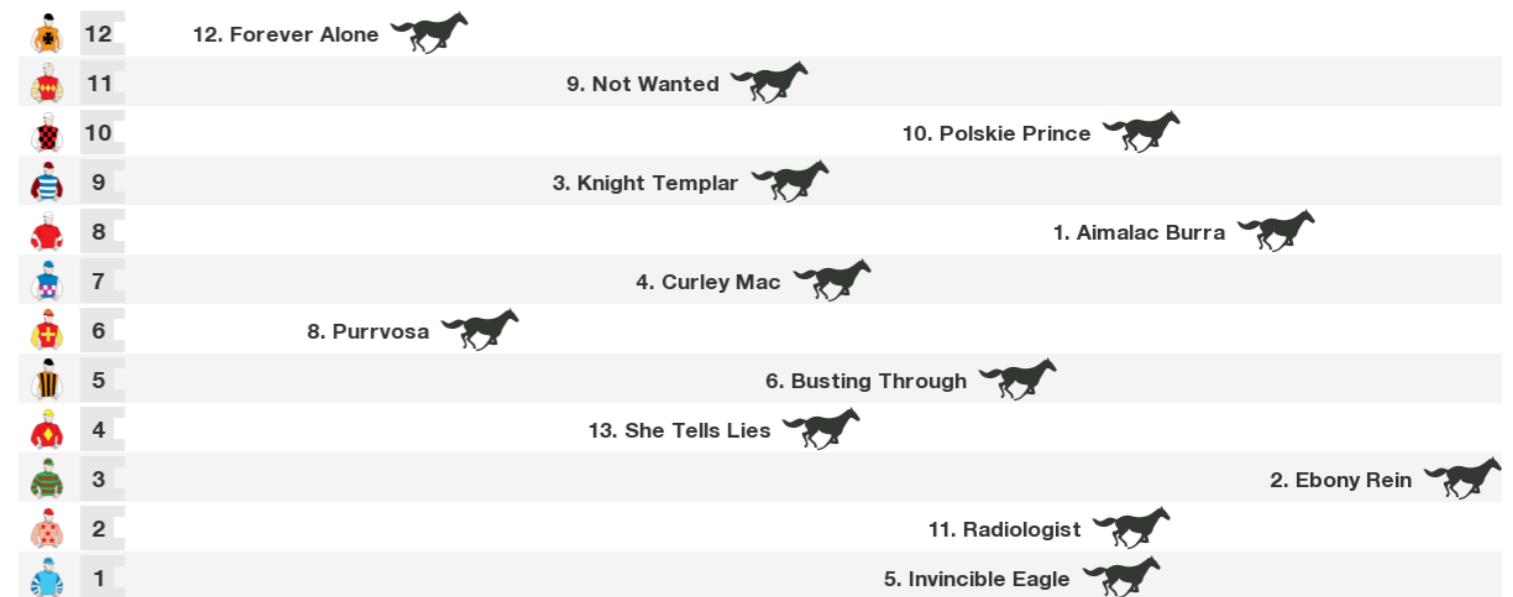 12 12. Forever Alone
11 9. Not Wanted
10 10. Polskie Prince
9 3. Knight Templar
8 1. Aimalac Burra
7 4. Curley Mac
6 8. Purrvosa
5 6. Busting Through
4 13. She Tells Lies
3 2. Ebony Rein
2 11. Radiologist
1 5. Invincible Eagle